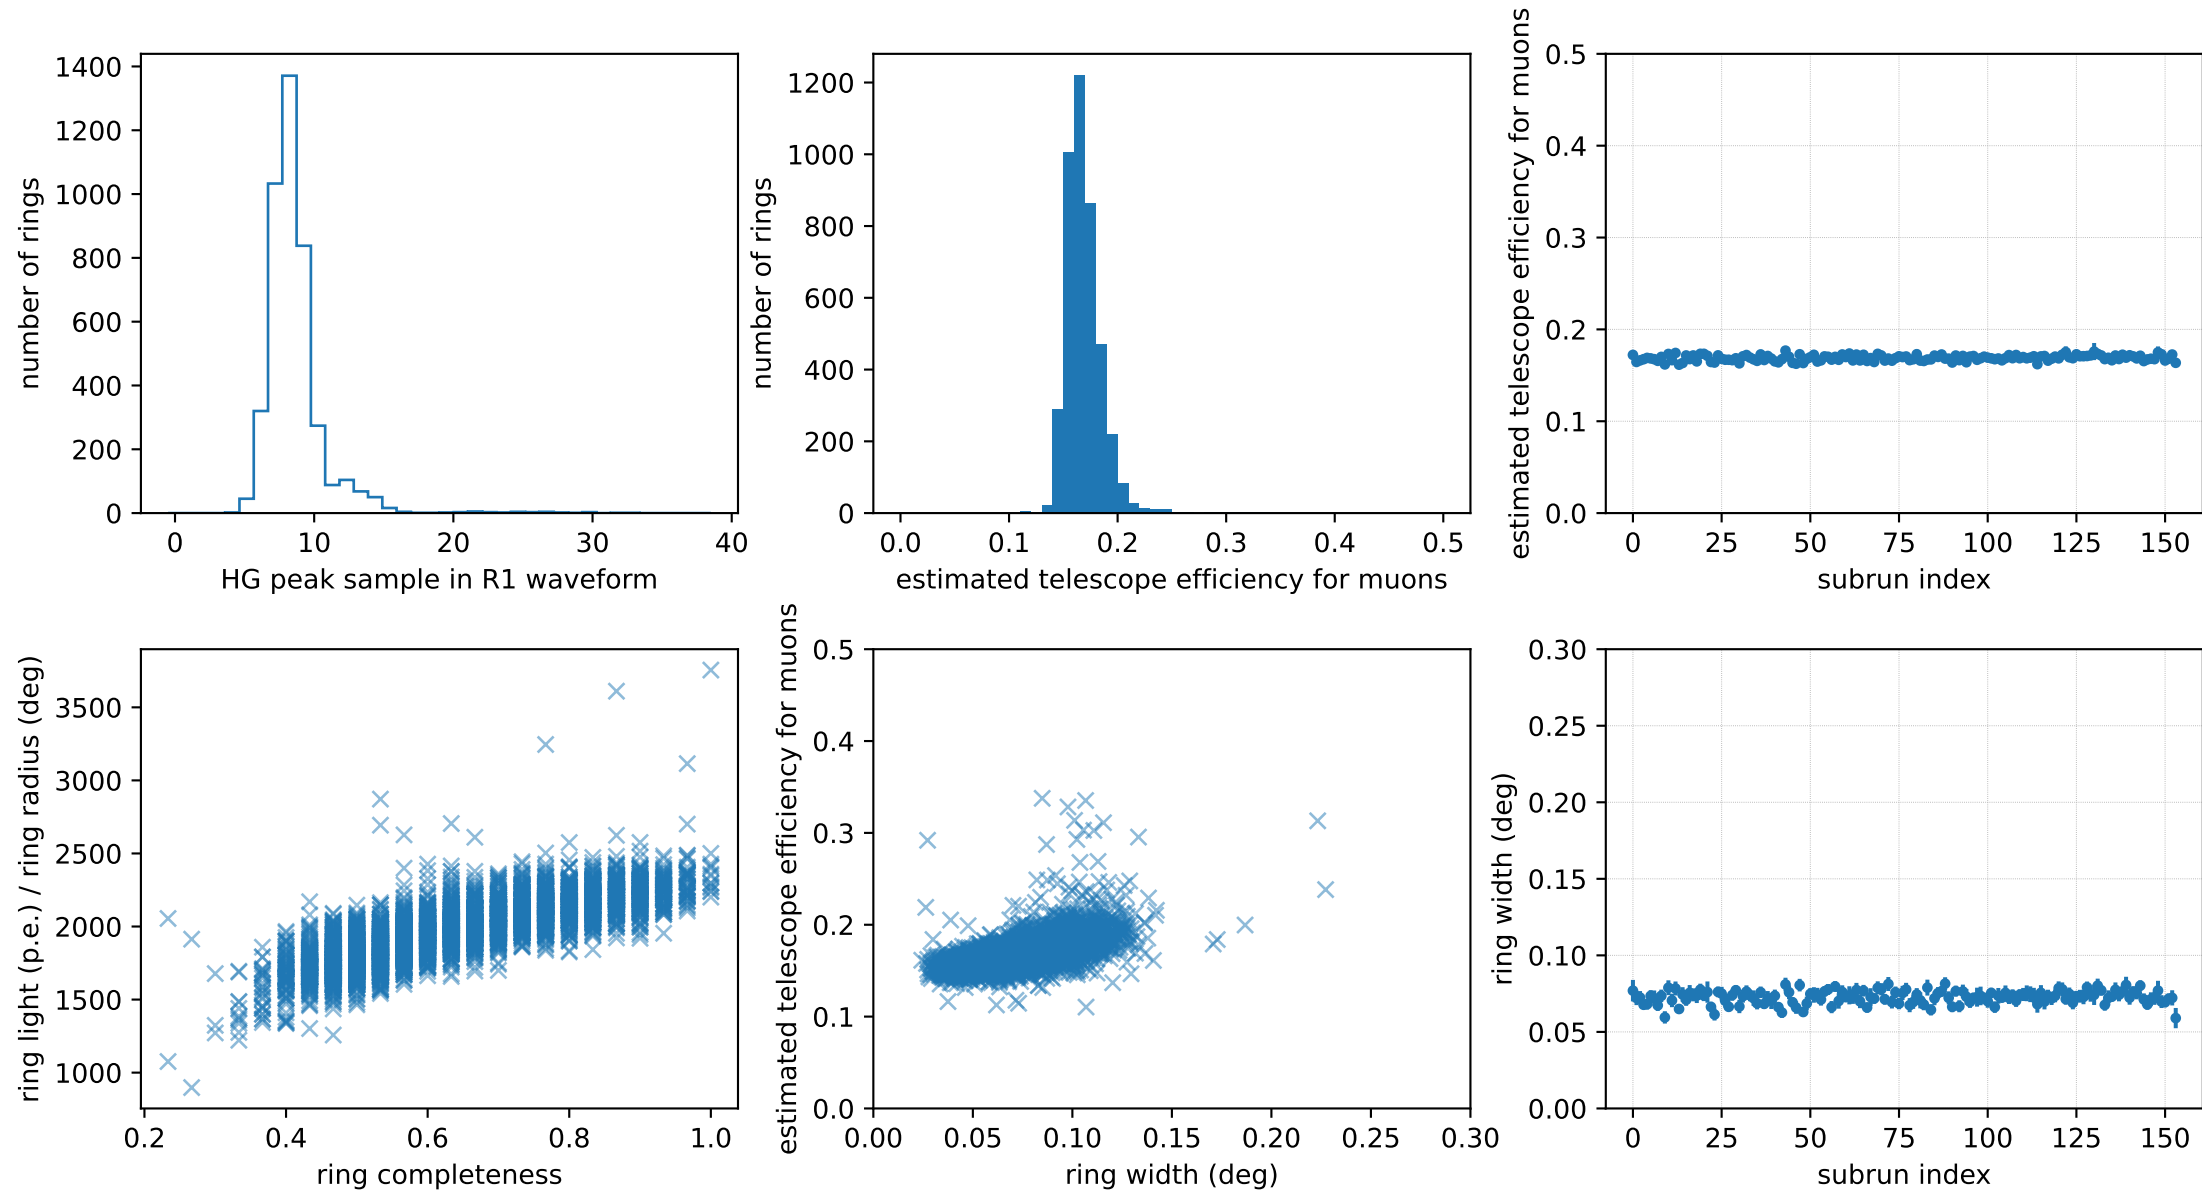 number of rings
1400
1200
1000
800
600
400
200
0
0 10 20 30 40
HG peak sample in R1 waveform
number of rings
1200
1000
800
600
400
200
0
0.0 0.1 0.2 0.3 0.4 0.5
estimated telescope efficiency for muons
estimated telescope efficiency for muons
0.5
0.4
0.3
0.2
0.1
0.0
0 25 50 75 100 125 150
subrun index
ring light (p.e.) / ring radius (deg)
3500
3000
2500
2000
1500
1000
0.2 0.4 0.6 0.8 1.0
ring completeness
estimated telescope efficiency for muons
0.5
0.4
0.3
0.2
0.1
0.0
0.00 0.05 0.10 0.15 0.20 0.25 0.30
ring width (deg)
ring width (deg)
0.30
0.25
0.20
0.15
0.10
0.05
0.00
0 25 50 75 100 125 150
subrun index